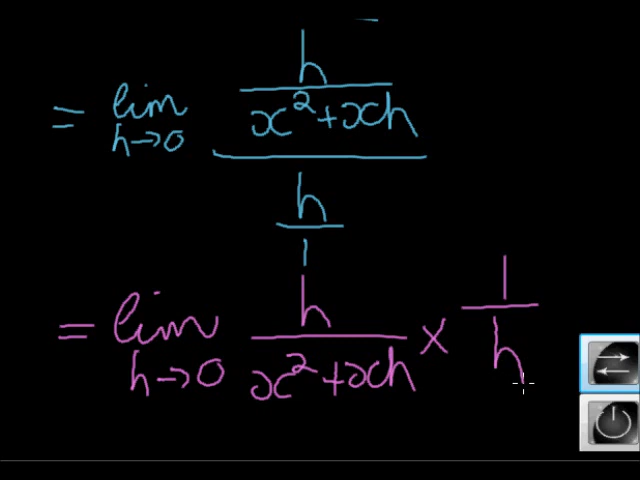 = lim h→0 (h / (x² + xh)) / (h / 1)
= lim h→0 h / (x² + xh) × 1 / h